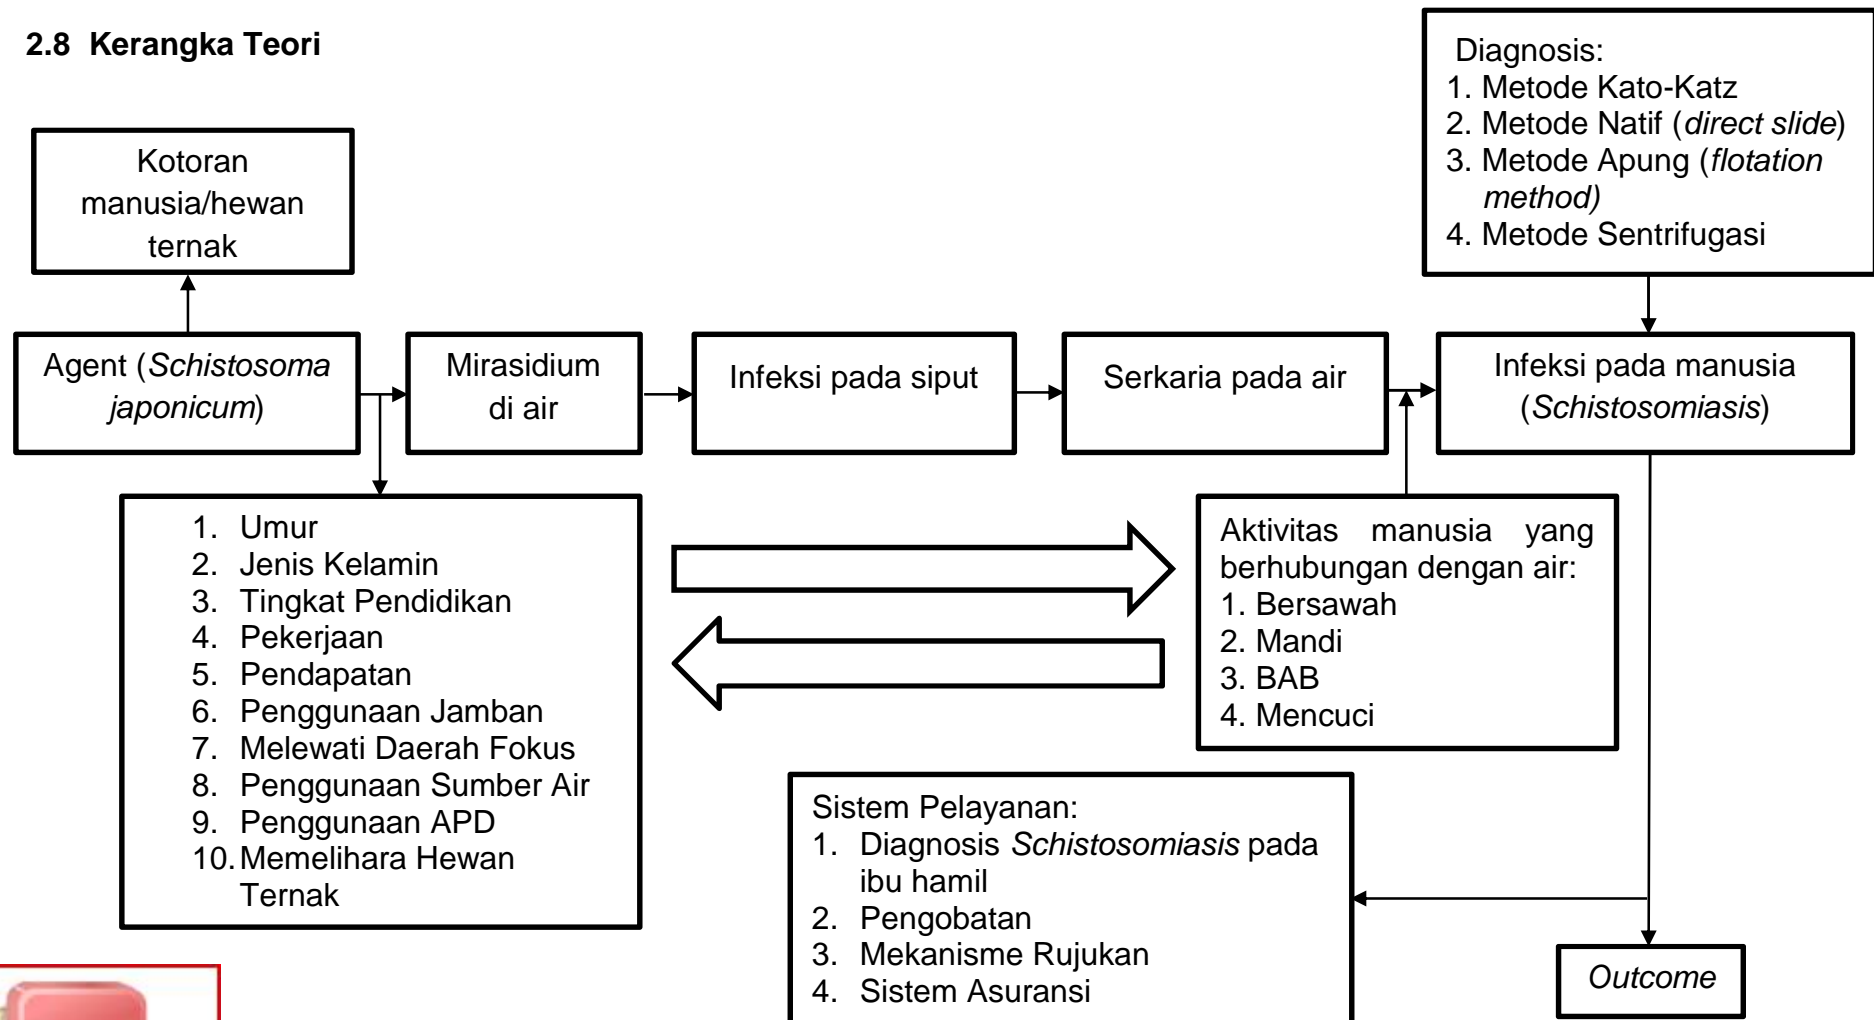 2.8 Kerangka Teori
Diagnosis:
1. Metode Kato-Katz
2. Metode Natif (direct slide)
3. Metode Apung (flotation
method)
4. Metode Sentrifugasi
Kotoran
manusia/hewan
ternak
Agent (Schistosoma
japonicum)
Mirasidium
di air
Infeksi pada siput
Serkaria pada air
Infeksi pada manusia
(Schistosomiasis)
1. Umur
2. Jenis Kelamin
3. Tingkat Pendidikan
4. Pekerjaan
5. Pendapatan
6. Penggunaan Jamban
7. Melewati Daerah Fokus
8. Penggunaan Sumber Air
9. Penggunaan APD
10. Memelihara Hewan
Ternak
Aktivitas manusia yang
berhubungan dengan air:
1. Bersawah
2. Mandi
3. BAB
4. Mencuci
Sistem Pelayanan:
1. Diagnosis Schistosomiasis pada
ibu hamil
2. Pengobatan
3. Mekanisme Rujukan
4. Sistem Asuransi
Outcome